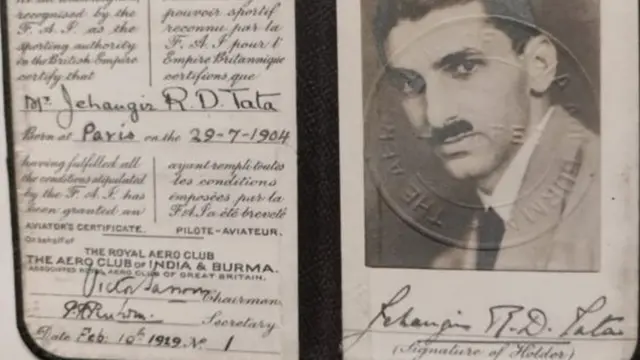 recognised by the
F. A. I. as the
sporting authority
in the British Empire
certify that
pouvoir sportif
reconnu par la
F. A. I pour l'
Empire Britannique
certifions que
Mr. Jehangir R. D. Tata
Born at Paris on the 29-7-1904
having fulfilled all
the conditions stipulated
by the F. A. I. has
been granted an
ayant rempli toutes
les conditions
imposées par la
F.A.I. a été breveté
AVIATOR'S CERTIFICATE. PILOTE-AVIATEUR.
On behalf of
THE ROYAL AERO CLUB
THE AERO CLUB OF INDIA & BURMA.
ASSOCIATED ROYAL AERO CLUB OF GREAT BRITAIN.
Chairman,
Secretary
Date Feb: 10th 1929. No. 1
THE AER
BURMA
Jehangir R. D. Tata
(Signature of Holder)